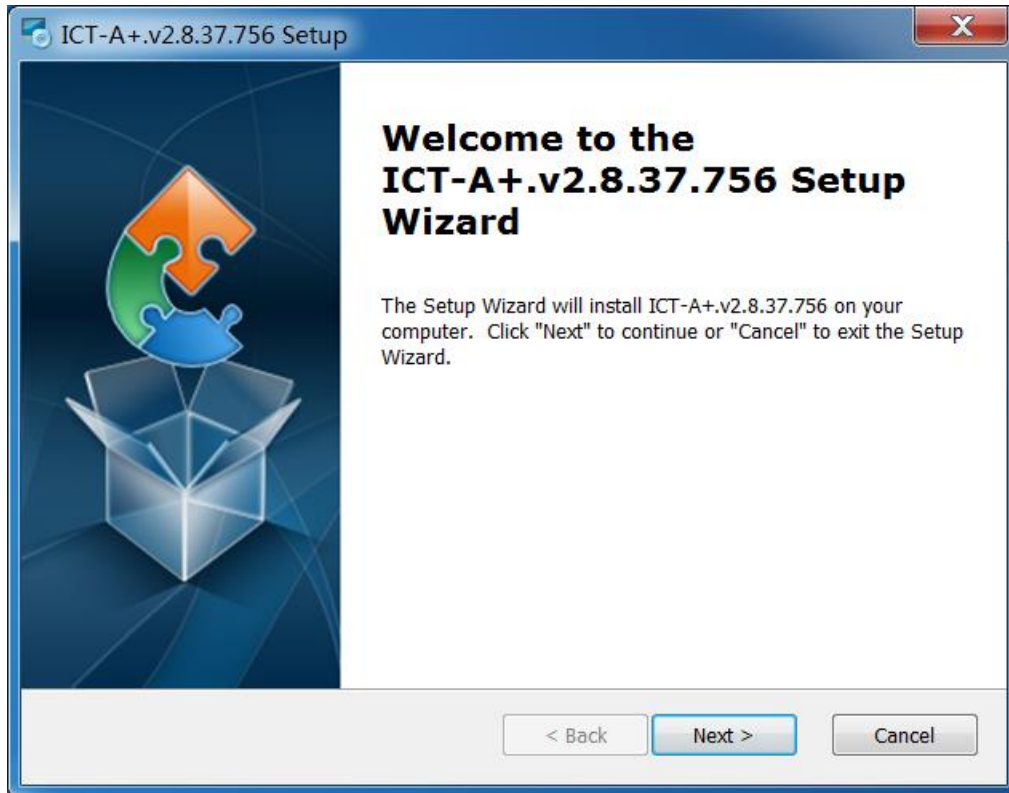 ICT-A+.v2.8.37.756 Setup
X
Welcome to the
ICT-A+.v2.8.37.756 Setup
Wizard
The Setup Wizard will install ICT-A+.v2.8.37.756 on your
computer.  Click "Next" to continue or "Cancel" to exit the Setup
Wizard.
< Back
Next >
Cancel